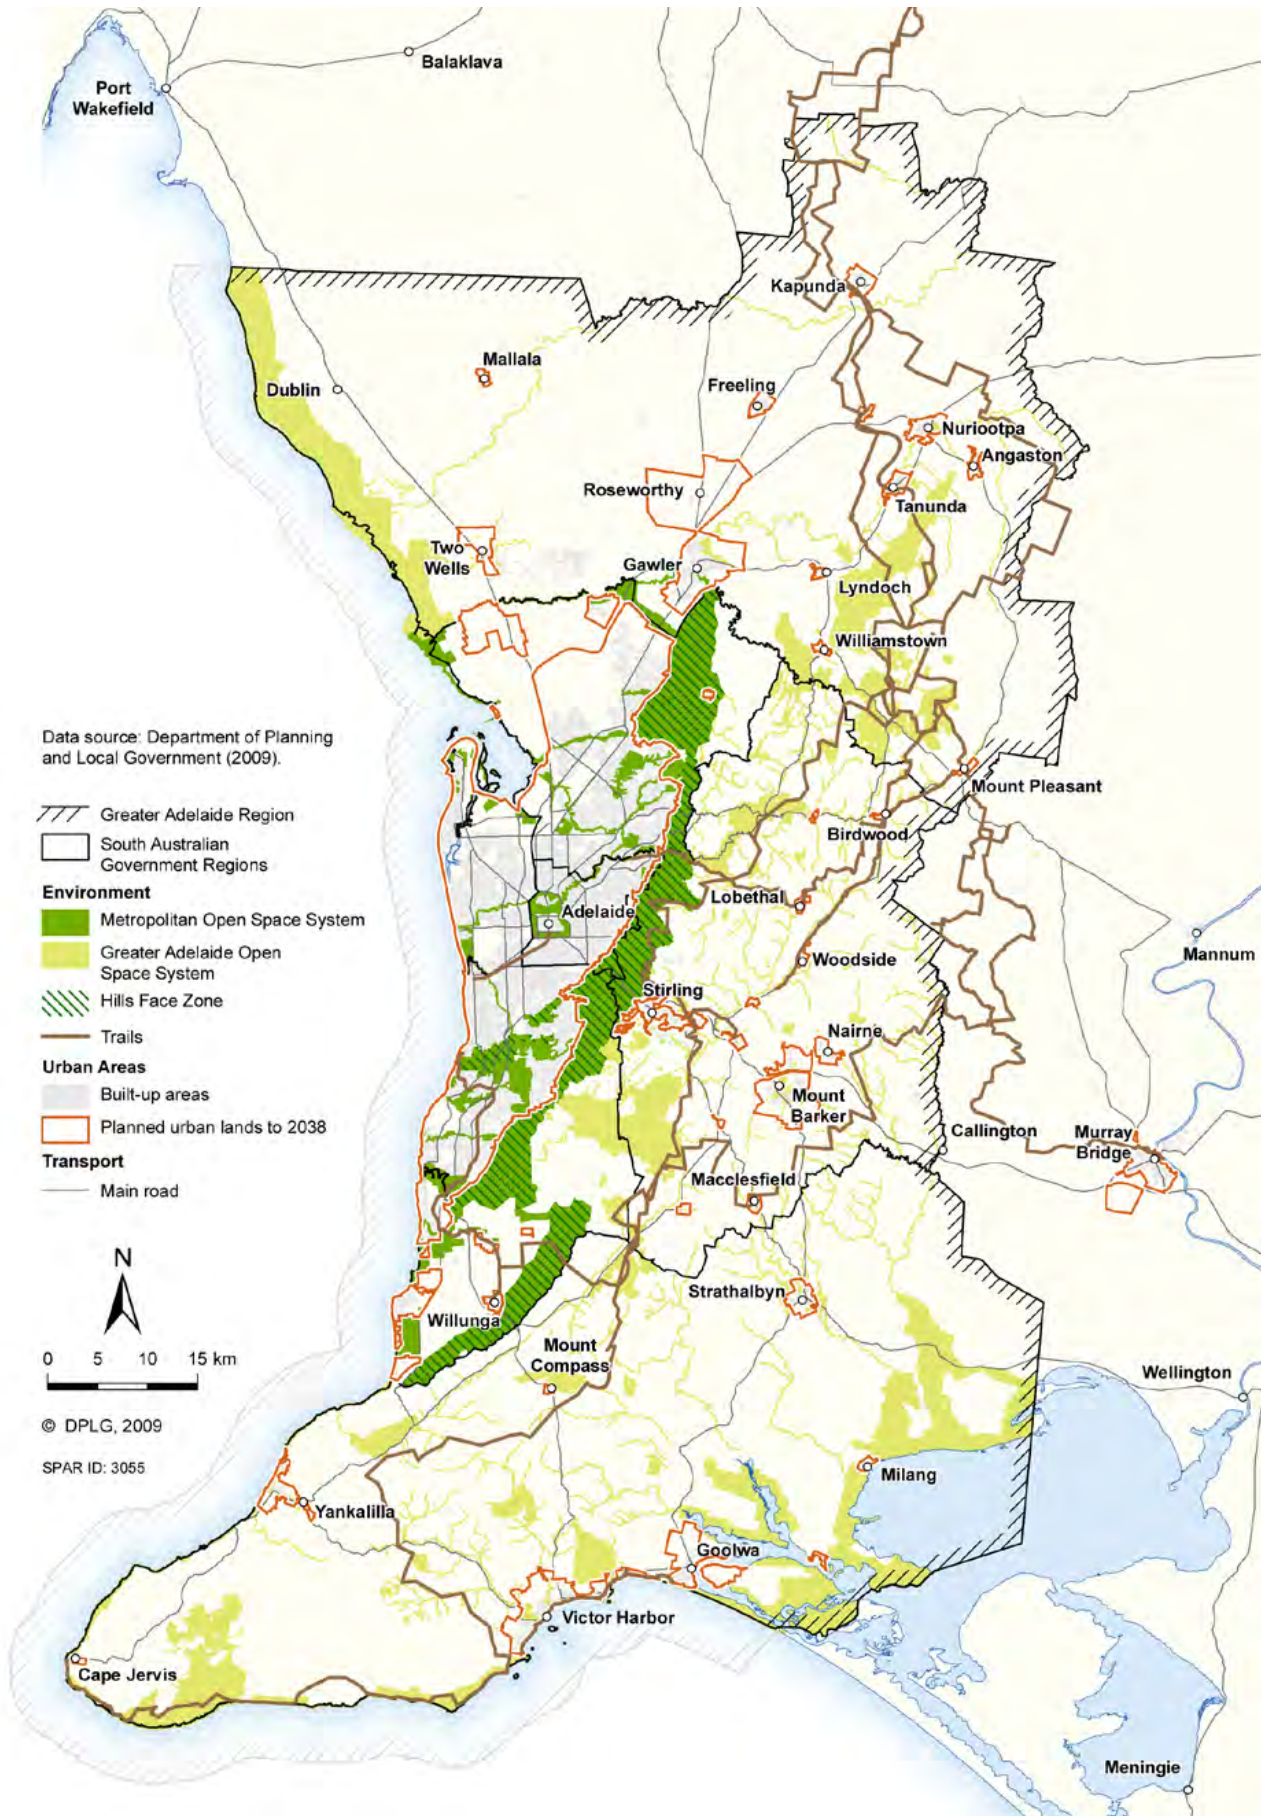 Balaklava
Port
Wakefield
Kapunda
Mallala
Dublin
Freeling
Nuriootpa
Angaston
Roseworthy
Tanunda
Two
Wells
Gawler
Lyndoch
Williamstown
Data source: Department of Planning
and Local Government (2009).
Greater Adelaide Region
South Australian
Government Regions
Environment
Metropolitan Open Space System
Greater Adelaide Open
Space System
Hills Face Zone
Trails
Urban Areas
Built-up areas
Planned urban lands to 2038
Transport
Main road
N
0 5 10 15 km
© DPLG, 2009
SPAR ID: 3055
Mount Pleasant
Birdwood
Lobethal
Adelaide
Mannum
Woodside
Stirling
Nairne
Mount
Barker
Callington
Murray
Bridge
Macclesfield
Strathalbyn
Willunga
Mount
Compass
Wellington
Milang
Yankalilla
Goolwa
Victor Harbor
Cape Jervis
Meningie